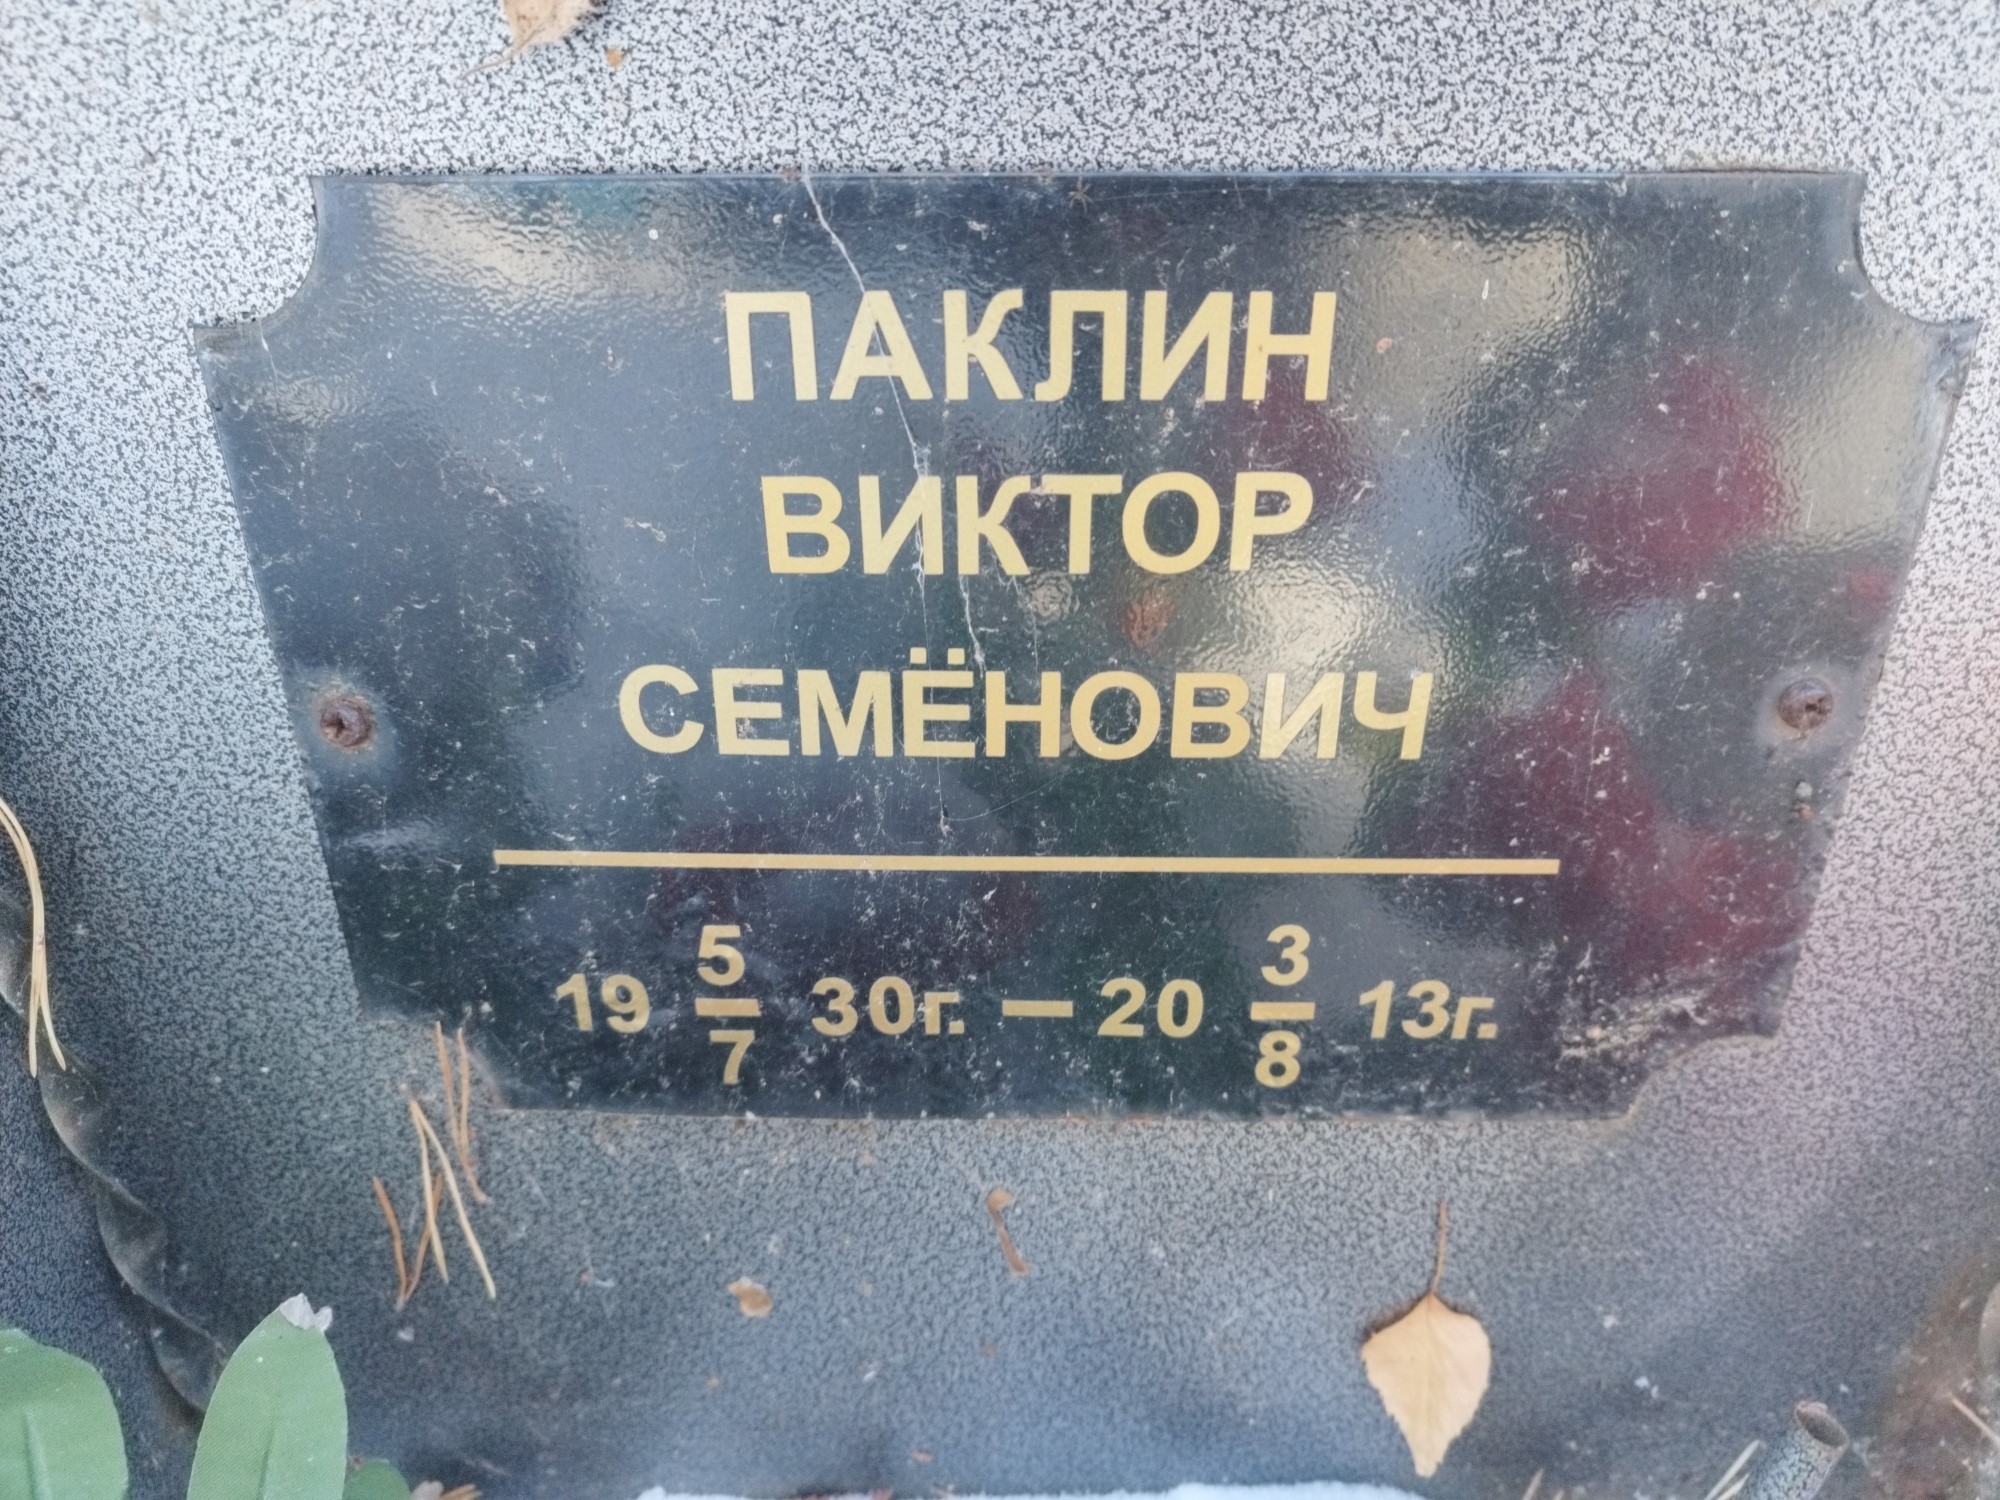 ПАКЛИН
ВИКТОР
СЕМЁНОВИЧ
19 5/7 30г. — 20 3/8 13г.